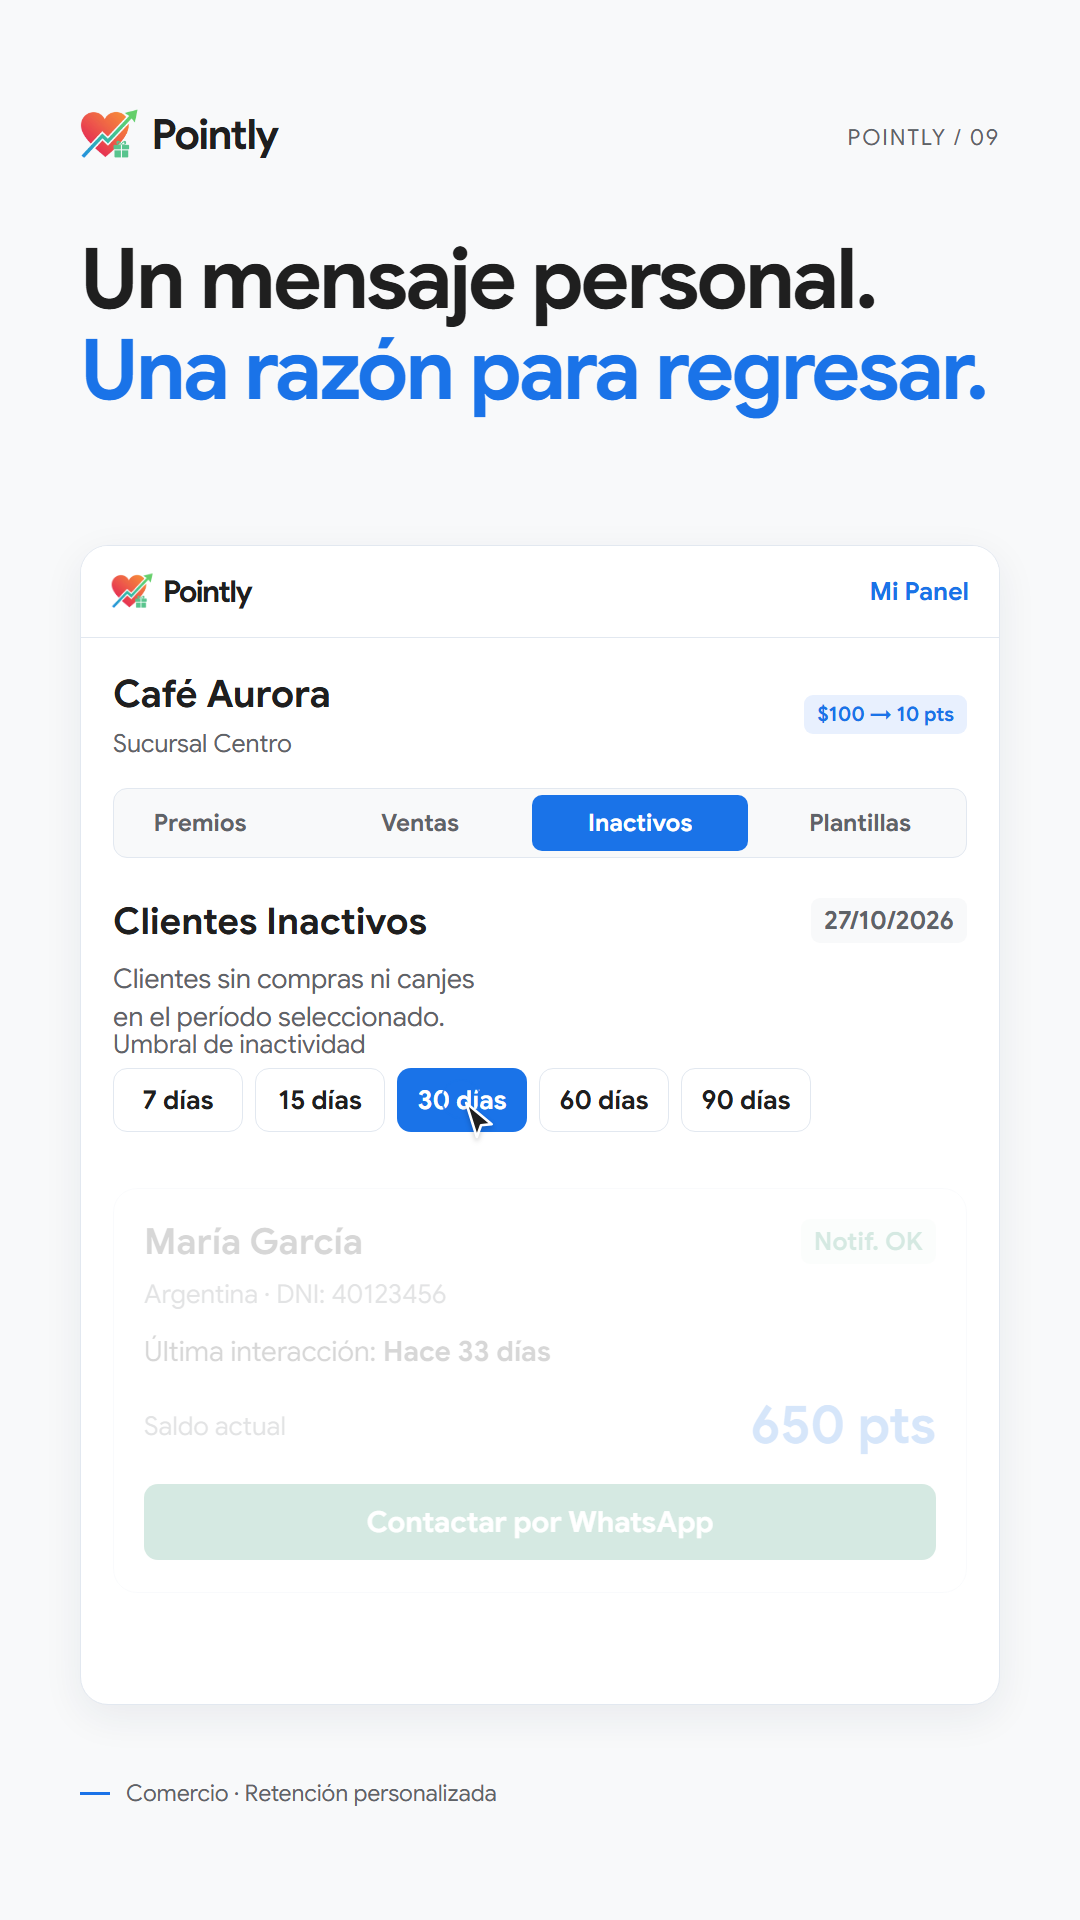 Pointly
POINTLY / 09
Un mensaje personal.
Una razón para regresar.
Pointly
Mi Panel
Café Aurora
Sucursal Centro
$100 → 10 pts
Premios
Ventas
Inactivos
Plantillas
Clientes Inactivos
27/10/2026
Clientes sin compras ni canjes
en el período seleccionado.
Umbral de inactividad
7 días
15 días
30 días
60 días
90 días
María García
Notif. OK
Argentina · DNI: 40123456
Última interacción: Hace 33 días
Saldo actual
650 pts
Contactar por WhatsApp
Comercio · Retención personalizada